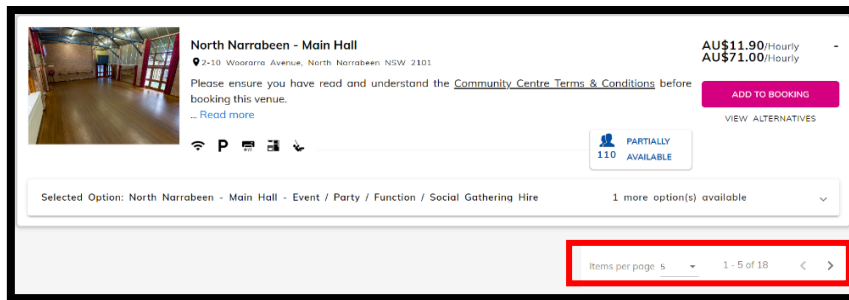 North Narrabeen - Main Hall
2-10 Woorarra Avenue, North Narrabeen NSW 2101
Please ensure you have read and understand the Community Centre Terms & Conditions before
booking this venue.
... Read more
AU$11.90/Hourly -
AU$71.00/Hourly
ADD TO BOOKING
VIEW ALTERNATIVES
P
110 PARTIALLY
AVAILABLE
Selected Option: North Narrabeen - Main Hall - Event / Party / Function / Social Gathering Hire 1 more option(s) available
Items per page 5 1 - 5 of 18